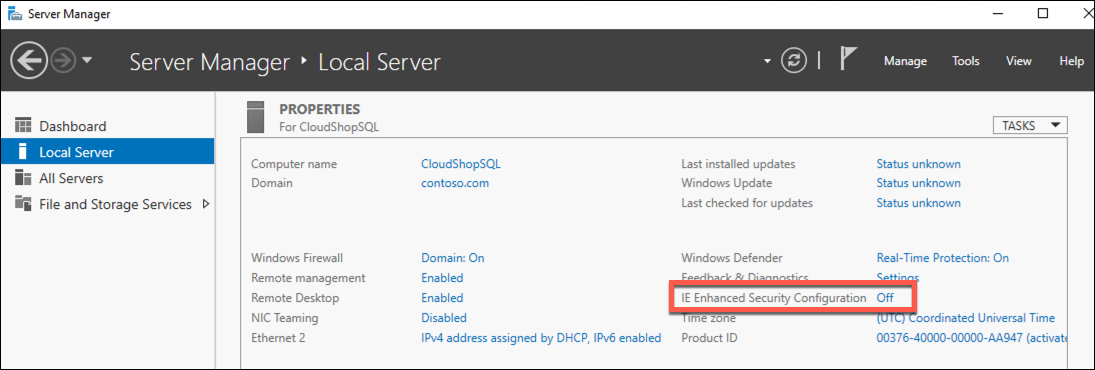 Server Manager
Server Manager ‣ Local Server
Manage Tools View Help
Dashboard
Local Server
All Servers
File and Storage Services
PROPERTIES
For CloudShopSQL
TASKS
Computer name CloudShopSQL
Domain contoso.com
Last installed updates Status unknown
Windows Update Status unknown
Last checked for updates Status unknown
Windows Firewall Domain: On
Remote management Enabled
Remote Desktop Enabled
NIC Teaming Disabled
Ethernet 2 IPv4 address assigned by DHCP, IPv6 enabled
Windows Defender Real-Time Protection: On
Feedback & Diagnostics Settings
IE Enhanced Security Configuration Off
Time zone (UTC) Coordinated Universal Time
Product ID 00376-40000-00000-AA947 (activate